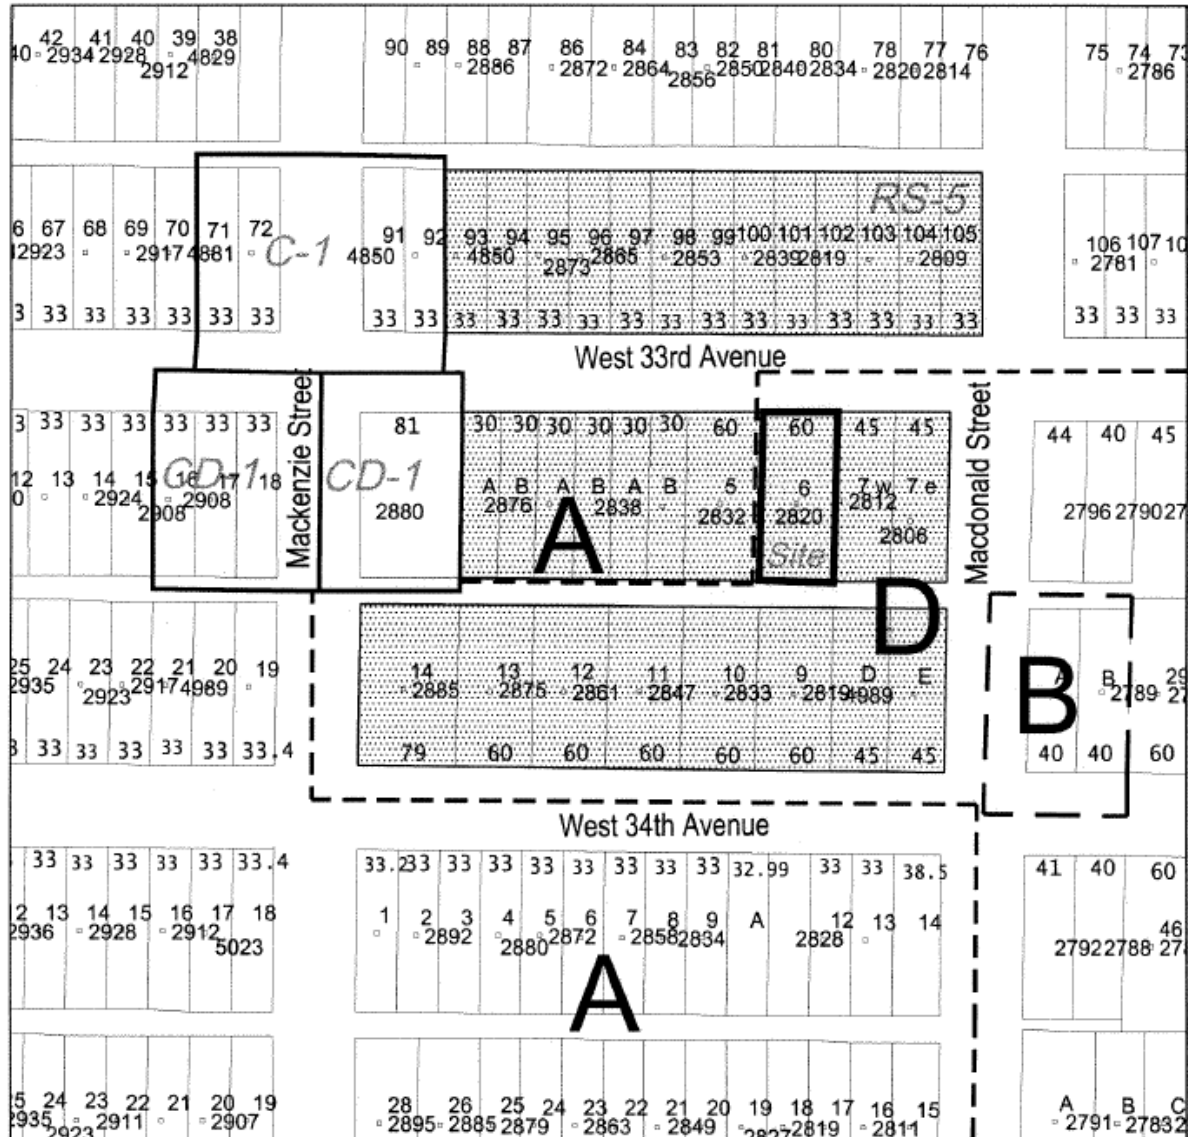 42 41 40 39 38 90 89 88 87 86 84 83 82 81 80 78 77 76 75 74 73
40 2934 2928 2912 4829 2886 2872 2864 2856 2850 2840 2834 2820 2814 2786
RS-5
6 67 68 69 70 71 72 91 92 93 94 95 96 97 98 99 100 101 102 103 104 105 106 107 10
2923 2917 4881 C-1 4850 4850 2873 2865 2853 2839 2819 2809 2781
3 33 33 33 33 33 33 33 33 33 33 33 33 33 33 33 33 33 33 33 33 33 33 33 33
West 33rd Avenue
Mackenzie Street
Macdonald Street
3 33 33 33 33 33 33 81 30 30 30 30 30 30 60 60 45 45 44 40 45
12 13 14 15 16 17 18 A B A B A B 5 6 7 w 7 e
CD-1 CD-1
0 2924 2908 2908 2880 2876 2838 2832 2820 2812 2806 2796 2790 27
A
Site
D
25 24 23 22 21 20 19 14 13 12 11 10 9 D E A B 29
2935 2923 2917 4989 2885 2875 2861 2847 2833 2819 4989 2789 27
B
3 33 33 33 33 33 33.4 79 60 60 60 60 60 45 45 40 40 60
West 34th Avenue
33 33 33 33 33 33.4 33.2 33 33 33 33 33 33 33 33 32.99 33 33 38.5 41 40 60
12 13 14 15 16 17 18 1 2 3 4 5 6 7 8 9 A 12 13 14 46
2936 2928 2912 5023 2892 2880 2872 2858 2834 2828 2792 2788 27
A
25 24 23 22 21 20 19 28 26 25 24 23 22 21 20 19 18 17 16 15 A B C
2935 2923 2911 2907 2895 2885 2879 2863 2849 2827 2819 2811 2791 2783 2